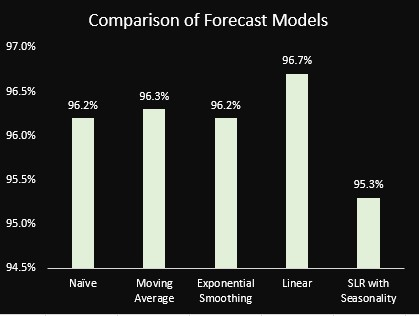 Comparison of Forecast Models
97.0%
96.5%
96.0%
95.5%
95.0%
94.5%
96.2%
96.3%
96.2%
96.7%
95.3%
Naïve
Moving
Average
Exponential
Smoothing
Linear
SLR with
Seasonality